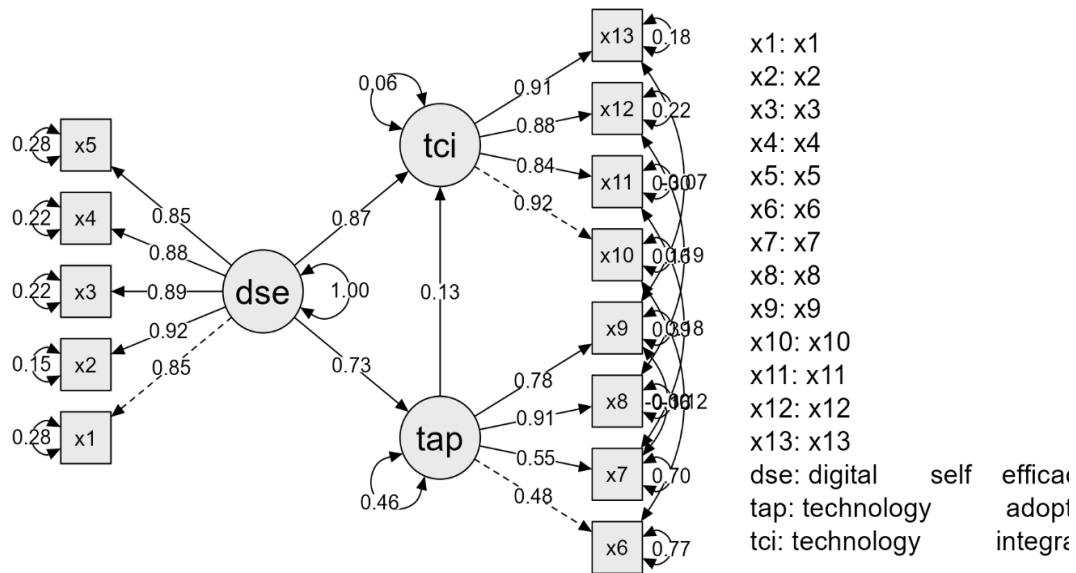 x13
0.18
0.06
0.91
x12
0.22
tci
0.88
x5
0.28
0.84
x11
0.92
0.85
0.87
x4
0.22
0.88
x10
dse
1.00
x3
0.22
0.89
0.13
x9
0.92
0.73
x2
0.15
0.85
0.78
x8
0.91
tap
x1
0.28
0.55
x7
0.70
0.46
0.48
x6
0.77
x1: x1
x2: x2
x3: x3
x4: x4
x5: x5
x6: x6
x7: x7
x8: x8
x9: x9
x10: x10
x11: x11
x12: x12
x13: x13
dse: digital self efficac
tap: technology adopt
tci: technology integra